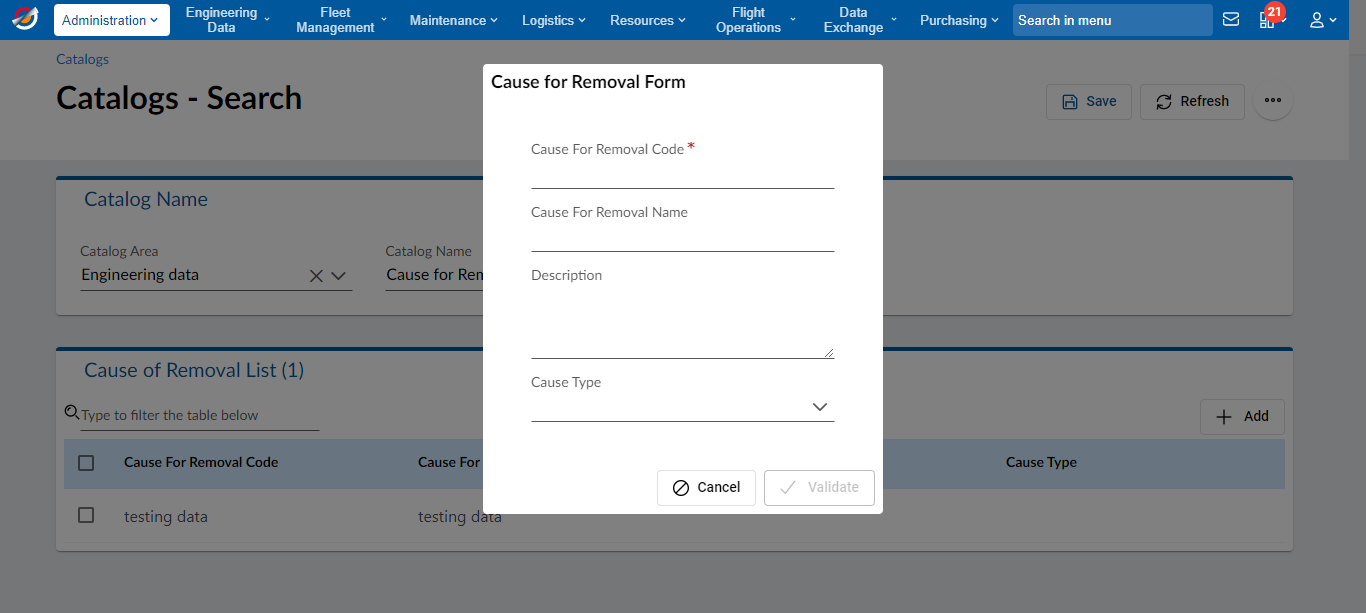 Administration
Engineering
Data
Fleet
Management
Maintenance
Logistics
Resources
Flight
Operations
Data
Exchange
Purchasing
Search in menu
21
Catalogs
Catalogs - Search
Save
Refresh
Cause for Removal Form
Cause For Removal Code *
Cause For Removal Name
Description
Cause Type
Cancel
Validate
Catalog Name
Catalog Area
Engineering data
Catalog Name
Cause for Rem
Cause of Removal List (1)
Type to filter the table below
Add
Cause For Removal Code
Cause For
Cause Type
testing data
testing data